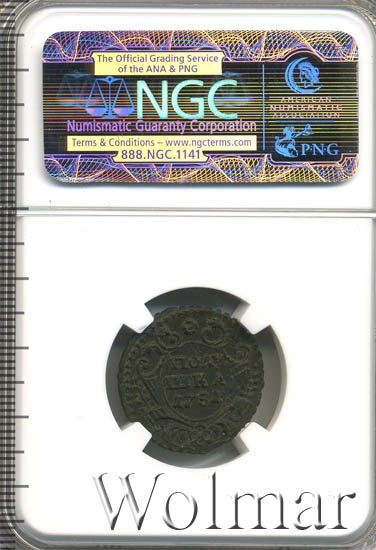 The Official Grading Service
of the ANA & PNG
NGC
Numismatic Guaranty Corporation
Terms & Conditions – www.ngcterms.com
888.NGC.1141
AMERICAN
NUMISMATIC
ASSOCIATION
PNG
ПОЛУ
ШКА
Wolmar